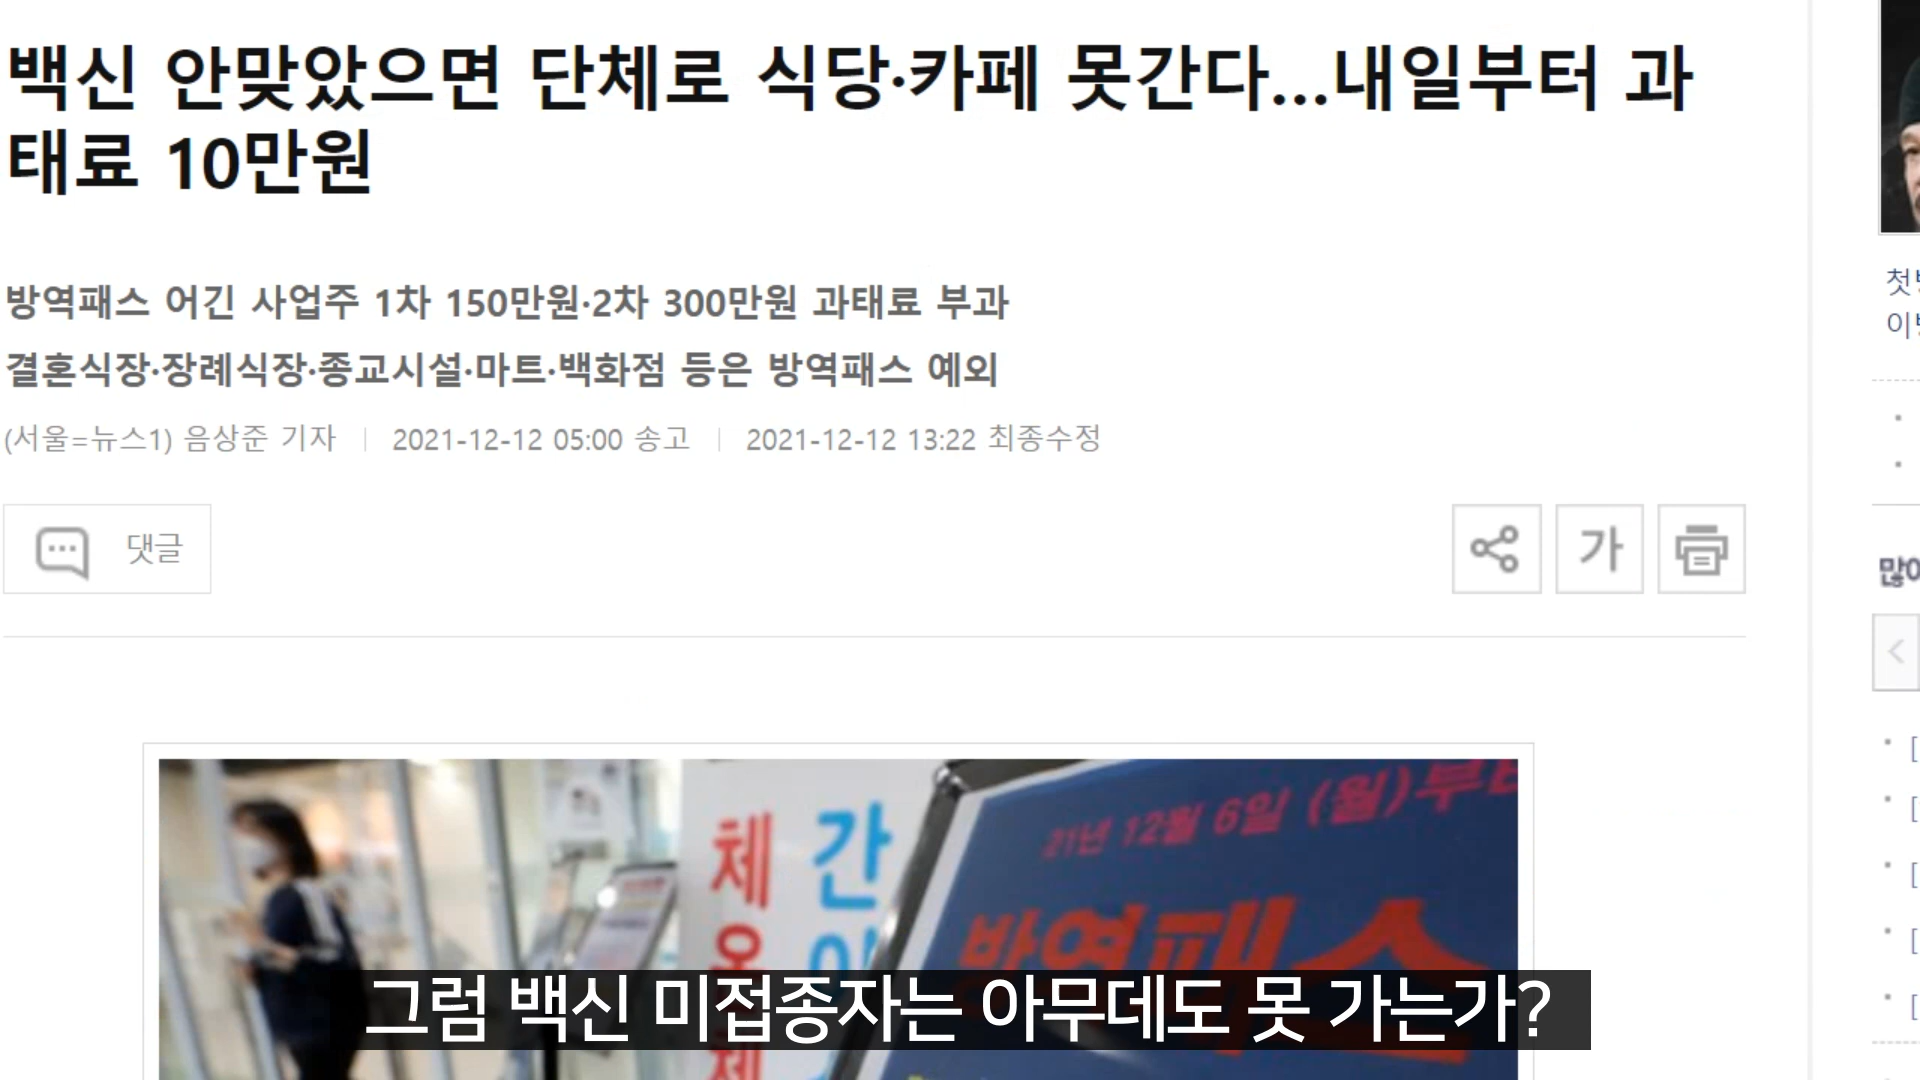 백신 안맞았으면 단체로 식당·카페 못간다...내일부터 과
태료 10만원
방역패스 어긴 사업주 1차 150만원·2차 300만원 과태료 부과
결혼식장·장례식장·종교시설·마트·백화점 등은 방역패스 예외
(서울=뉴스1) 음상준 기자 | 2021-12-12 05:00 송고 | 2021-12-12 13:22 최종수정
댓글
가
21년 12월 6일 (월)부터
방역패스
체온
간이
그럼 백신 미접종자는 아무데도 못 가는가?